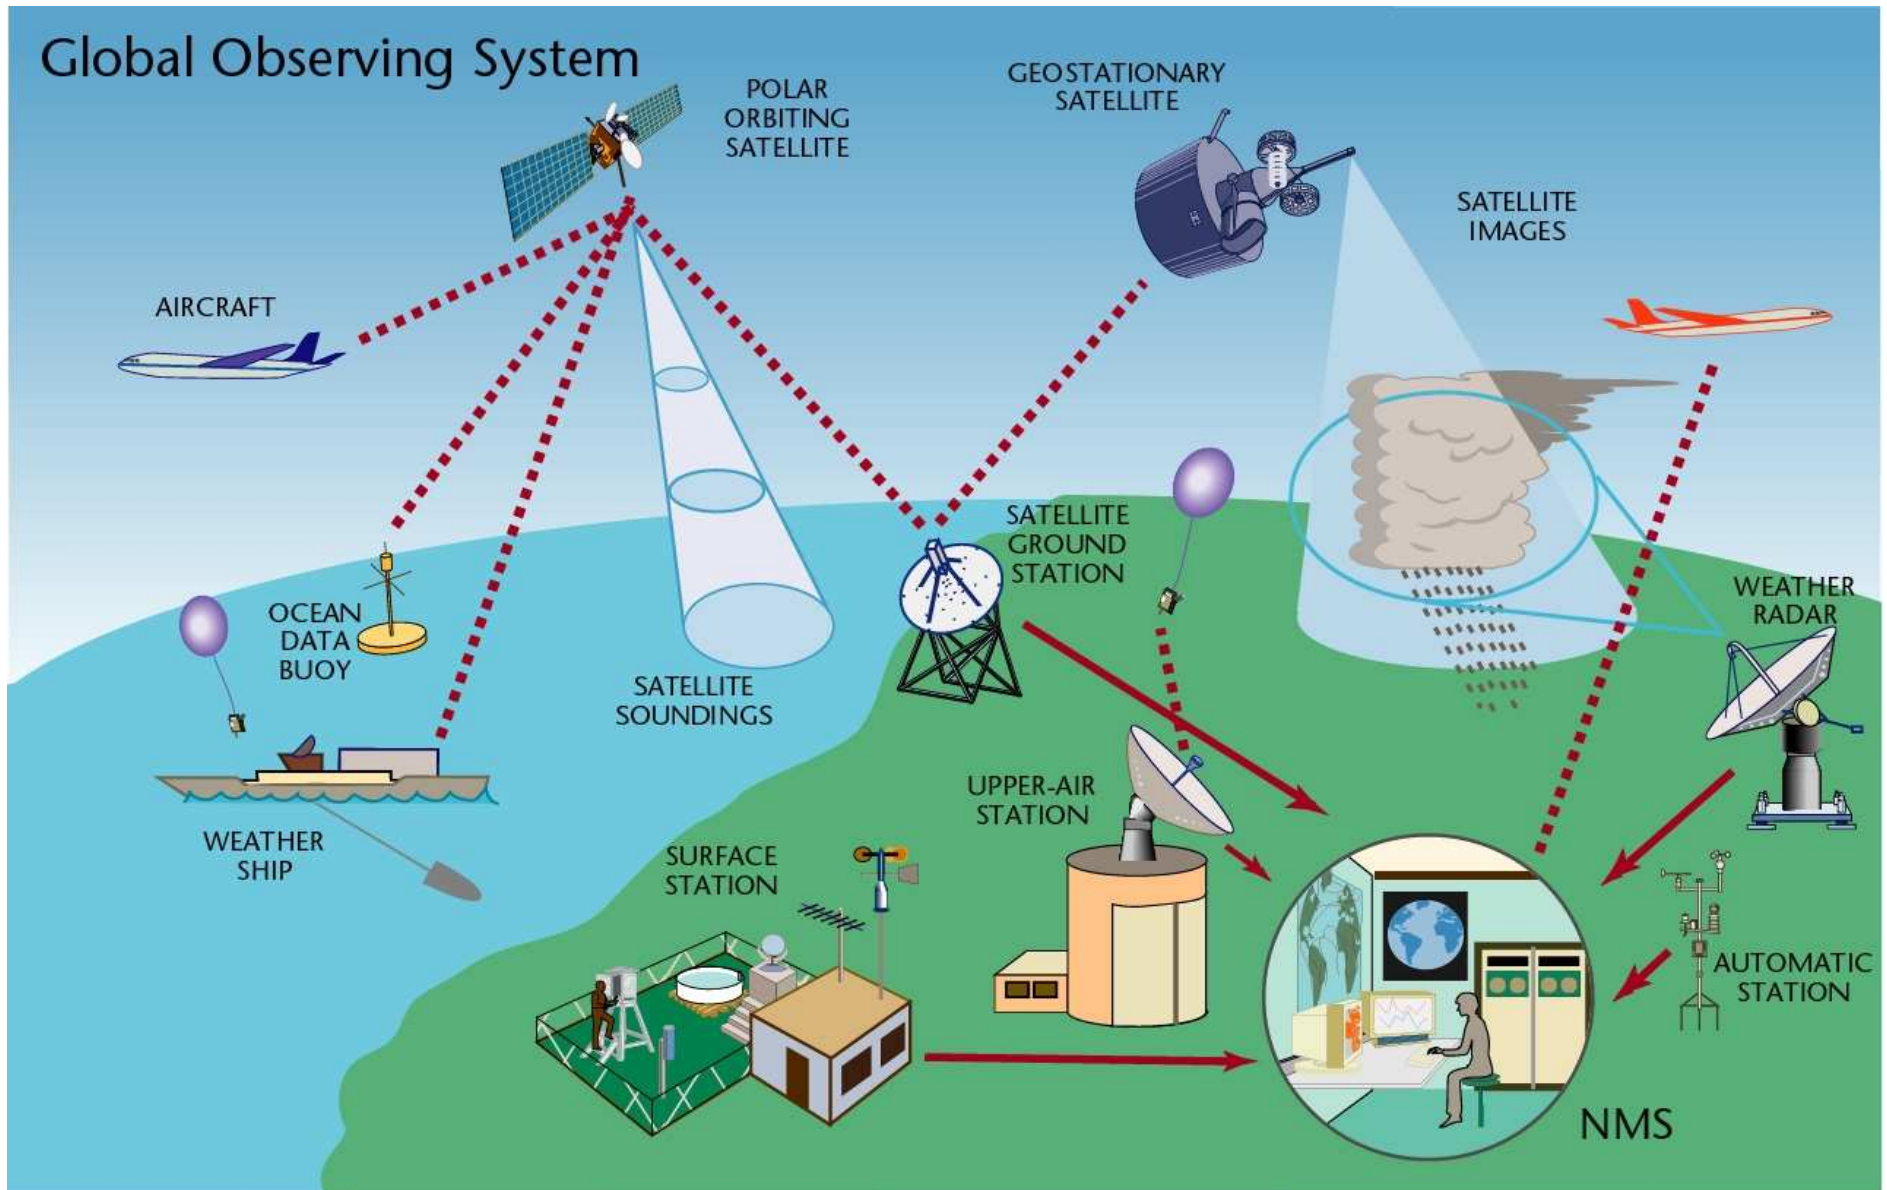 Global Observing System
POLAR
ORBITING
SATELLITE
GEOSTATIONARY
SATELLITE
SATELLITE
IMAGES
AIRCRAFT
SATELLITE
GROUND
STATION
OCEAN
DATA
BUOY
WEATHER
RADAR
SATELLITE
SOUNDINGS
UPPER-AIR
STATION
WEATHER
SHIP
SURFACE
STATION
AUTOMATIC
STATION
NMS